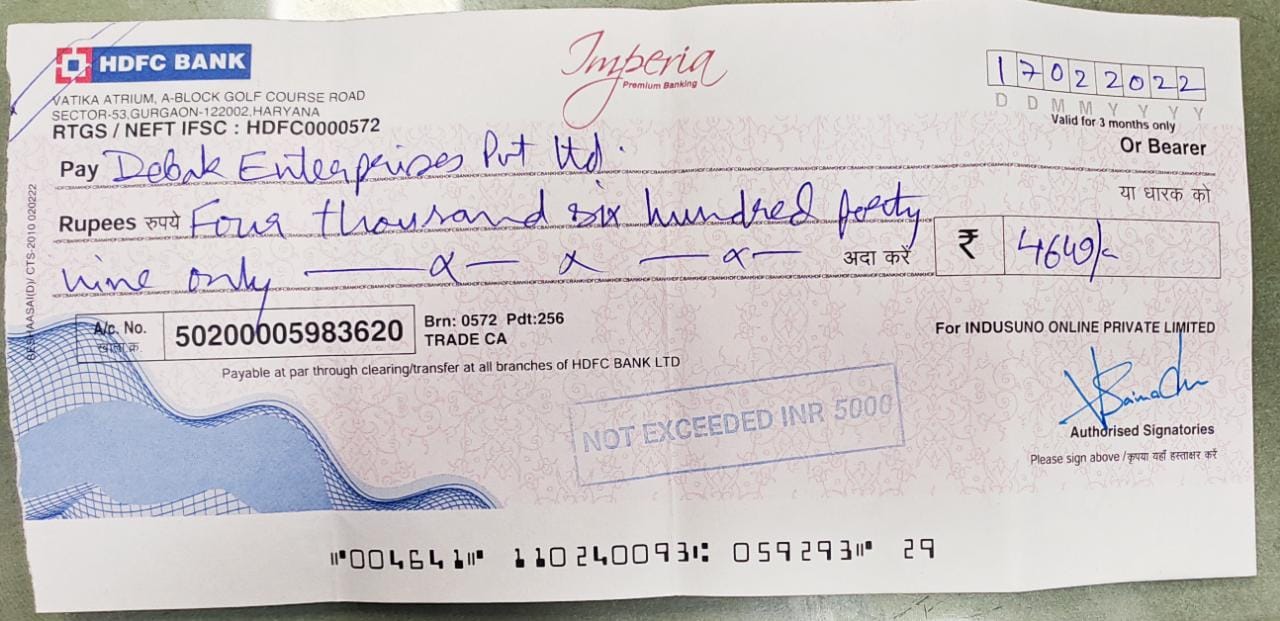 HDFC BANK
Imperia
Premium Banking
17022022
D D M M Y Y Y Y
Valid for 3 months only
VATIKA ATRIUM, A-BLOCK GOLF COURSE ROAD
SECTOR-53,GURGAON-122002,HARYANA
RTGS / NEFT IFSC : HDFC0000572
Or Bearer
Pay Debak Enterprises Pvt ltd.
या धारक को
Rupees रुपये Four thousand six hundred foerty
nine only
अदा करें
₹ 4649/-
A/c. No.
खाता क्र.
50200005983620
Brn: 0572 Pdt:256
TRADE CA
For INDUSUNO ONLINE PRIVATE LIMITED
Payable at par through clearing/transfer at all branches of HDFC BANK LTD
NOT EXCEEDED INR 5000
Authorised Signatories
Please sign above / कृपया यहाँ हस्ताक्षर करें
CTS-2010 020222
⑈004641⑈ 110240093⑆ 059293⑈ 29